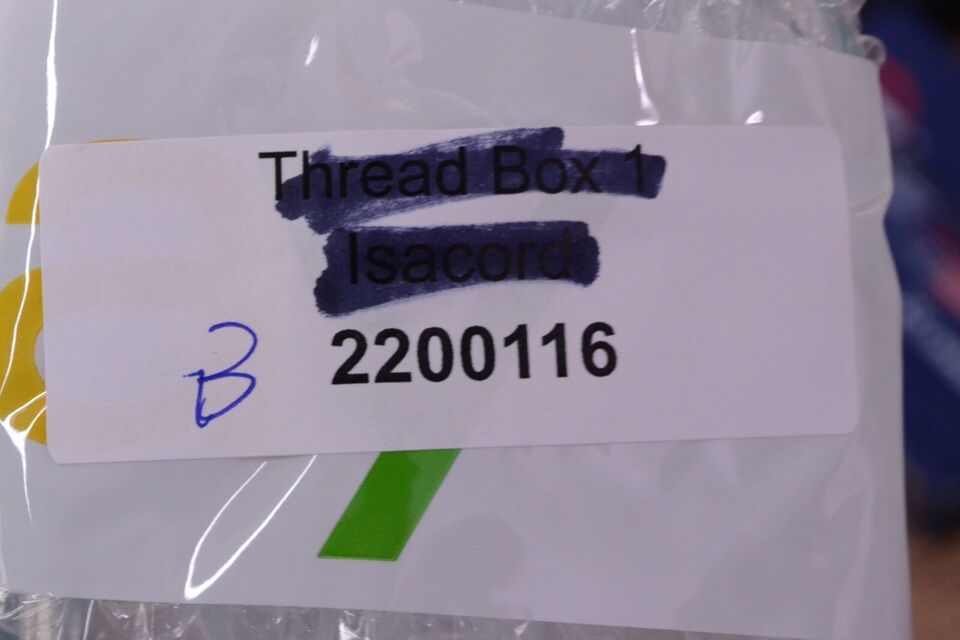 Thread Box 1
Isacord
B 2200116